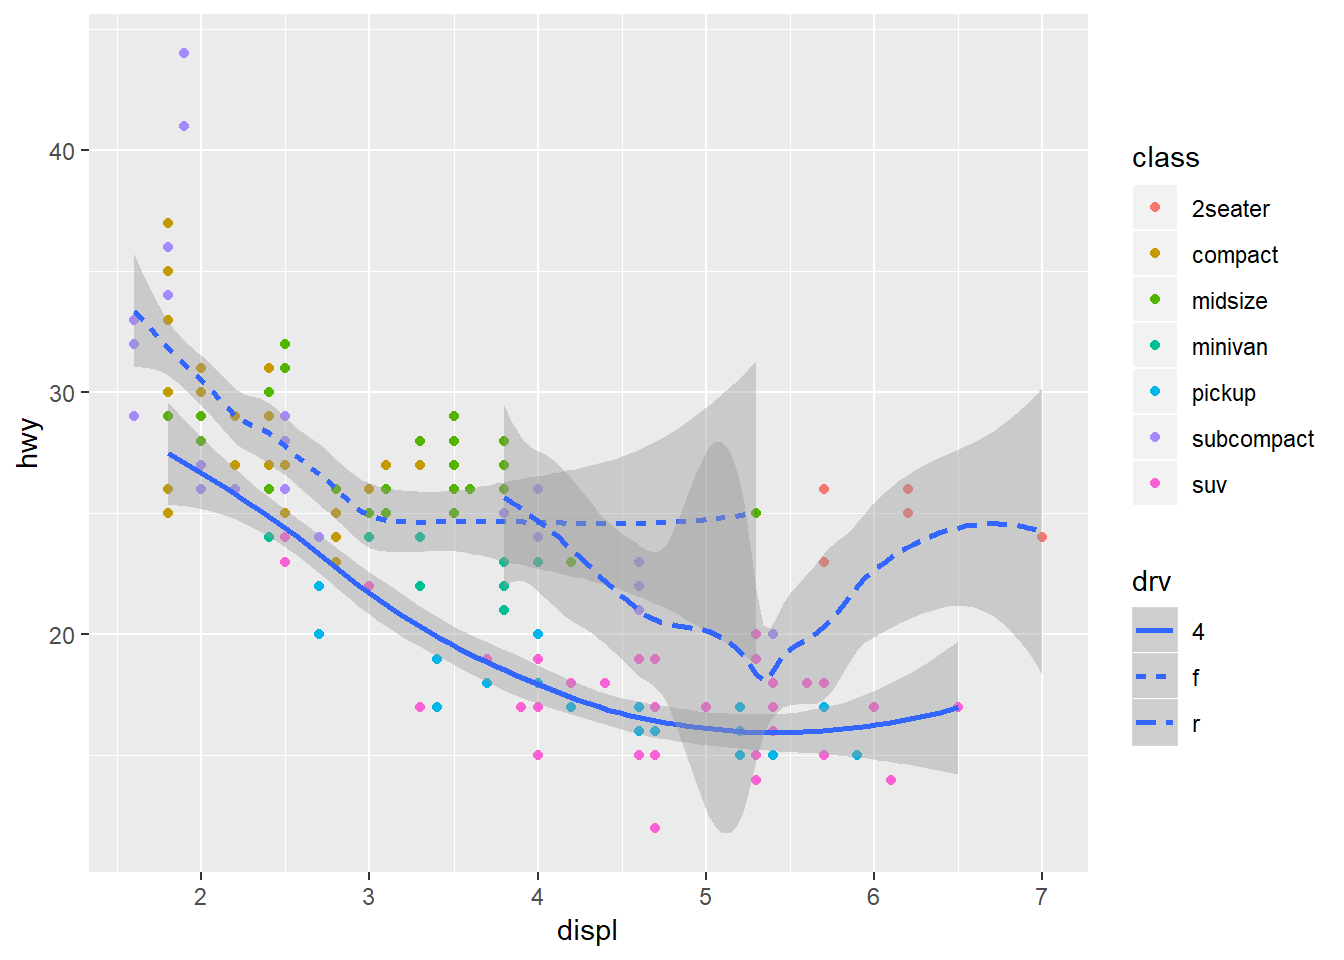 hwy
40
30
20
2
3
4
5
6
7
displ
class
2seater
compact
midsize
minivan
pickup
subcompact
suv
drv
4
f
r